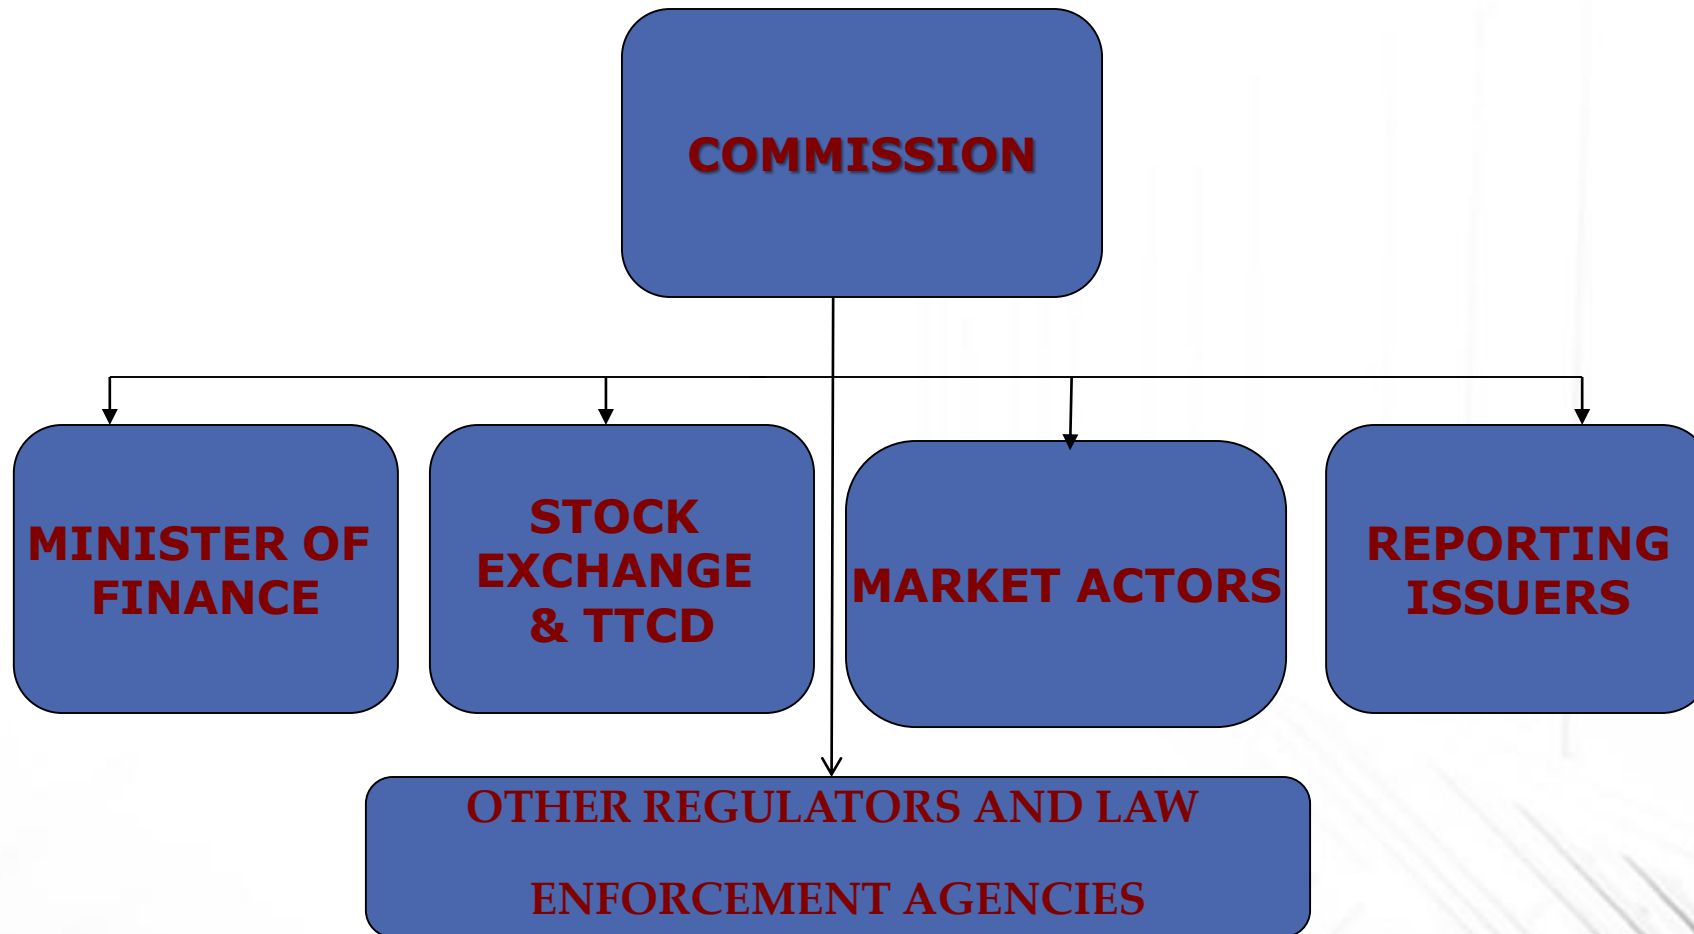 COMMISSION
MINISTER OF
FINANCE
STOCK
EXCHANGE
& TTCD
MARKET ACTORS
REPORTING
ISSUERS
OTHER REGULATORS AND LAW
ENFORCEMENT AGENCIES